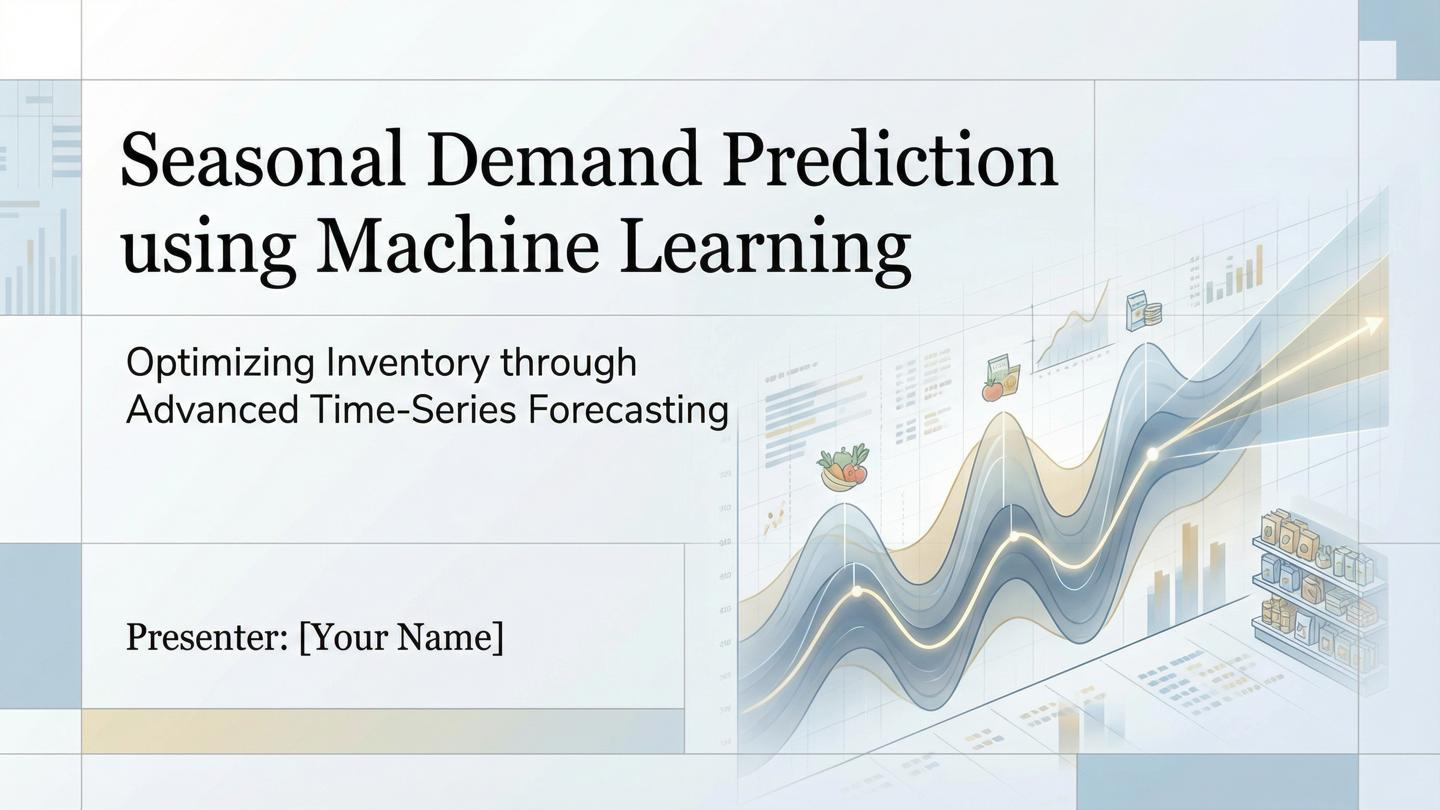 Seasonal Demand Prediction
using Machine Learning
Optimizing Inventory through
Advanced Time-Series Forecasting
Presenter: [Your Name]